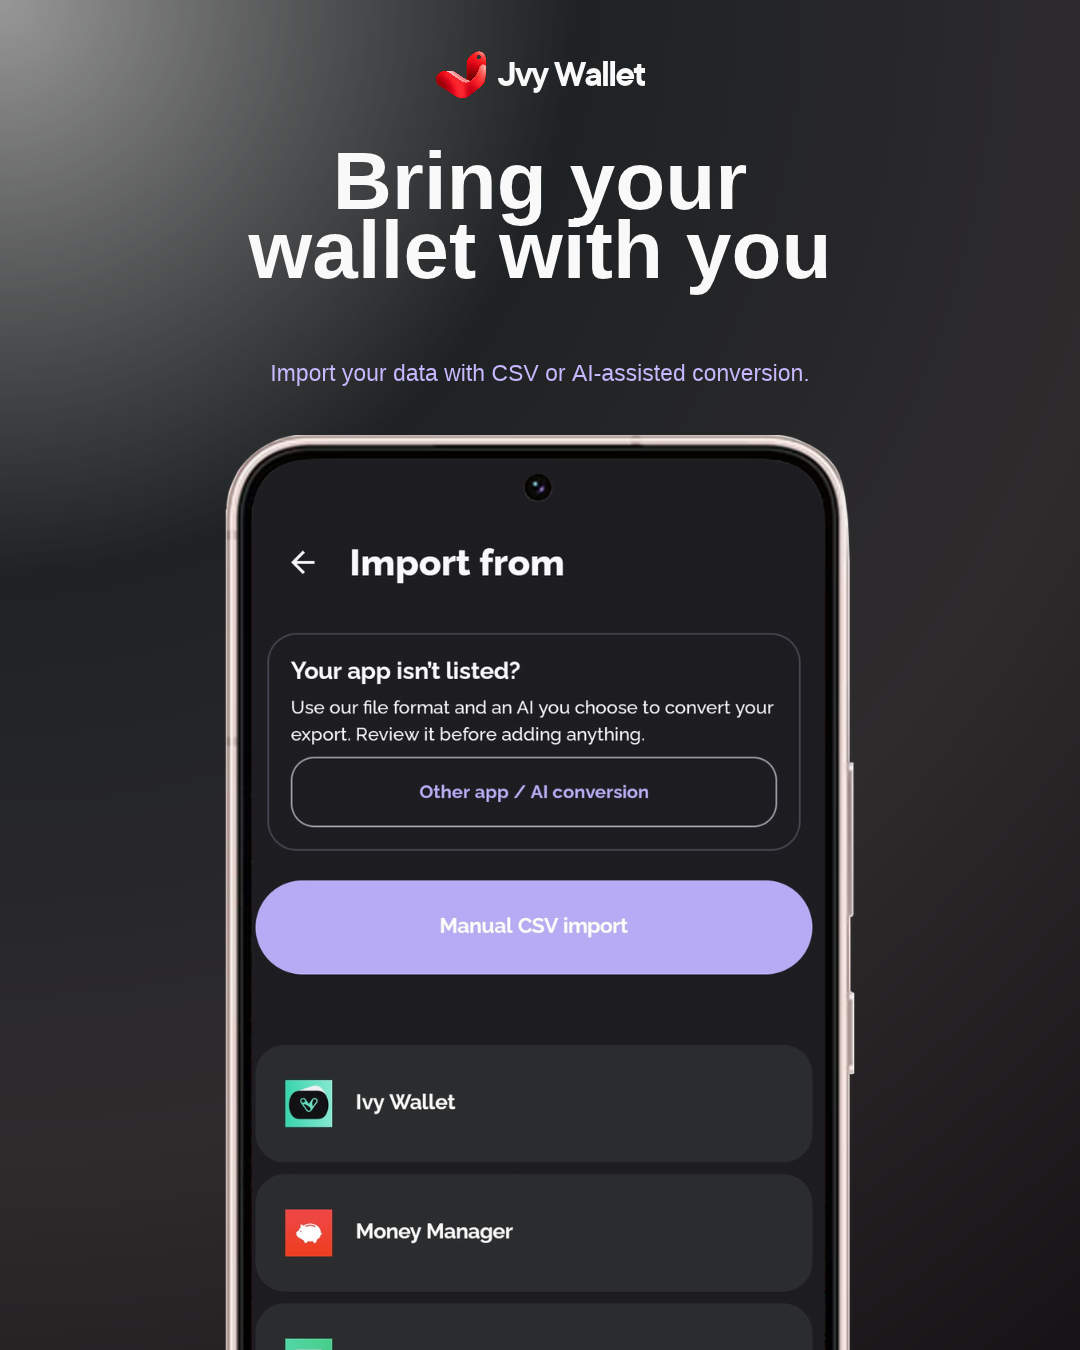 Jvy Wallet
Bring your
wallet with you
Import your data with CSV or AI-assisted conversion.
Import from
Your app isn’t listed?
Use our file format and an AI you choose to convert your
export. Review it before adding anything.
Other app / AI conversion
Manual CSV import
Ivy Wallet
Money Manager